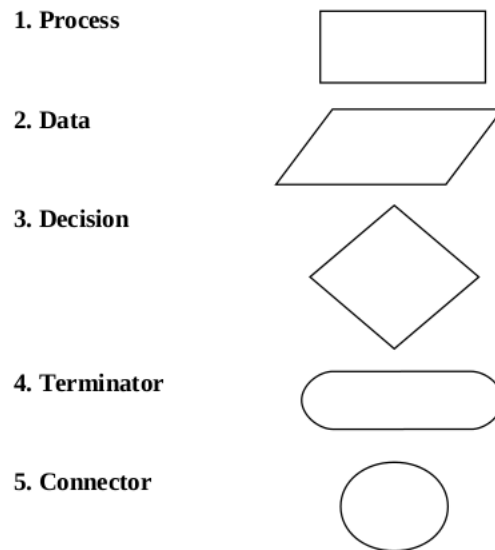 1. Process
2. Data
3. Decision
4. Terminator
5. Connector